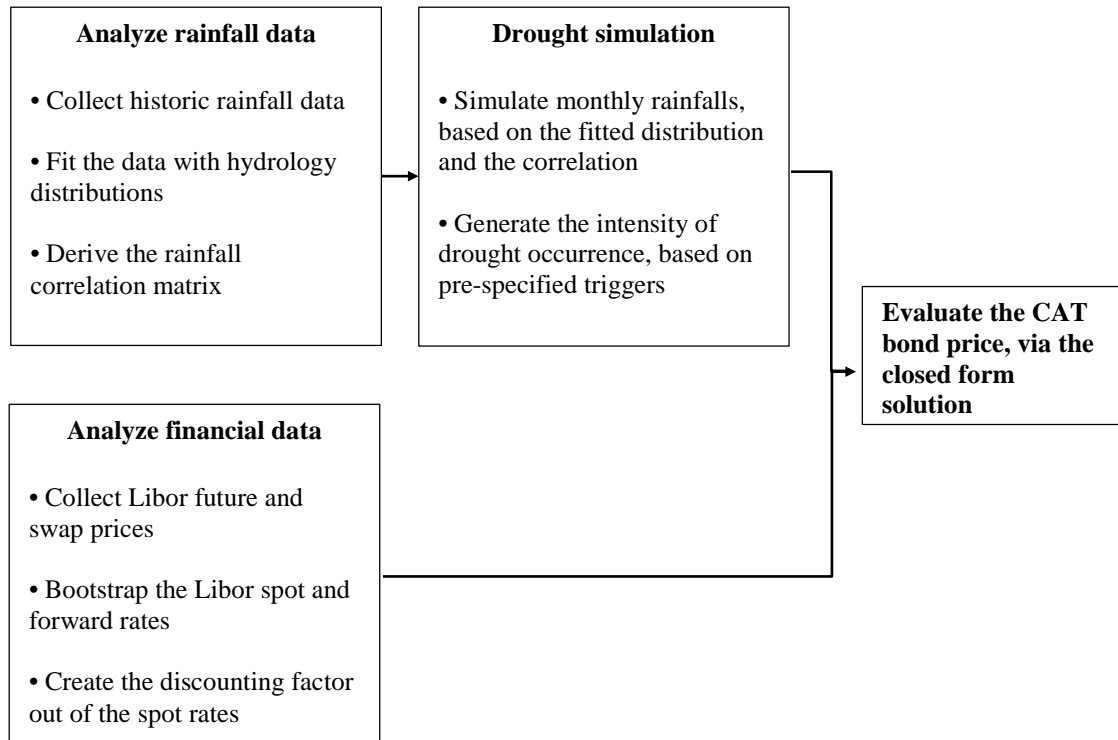 Analyze rainfall data
• Collect historic rainfall data
• Fit the data with hydrology
distributions
• Derive the rainfall
correlation matrix
Drought simulation
• Simulate monthly rainfalls,
based on the fitted distribution
and the correlation
• Generate the intensity of
drought occurrence, based on
pre-specified triggers
Analyze financial data
• Collect Libor future and
swap prices
• Bootstrap the Libor spot and
forward rates
• Create the discounting factor
out of the spot rates
Evaluate the CAT
bond price, via the
closed form
solution